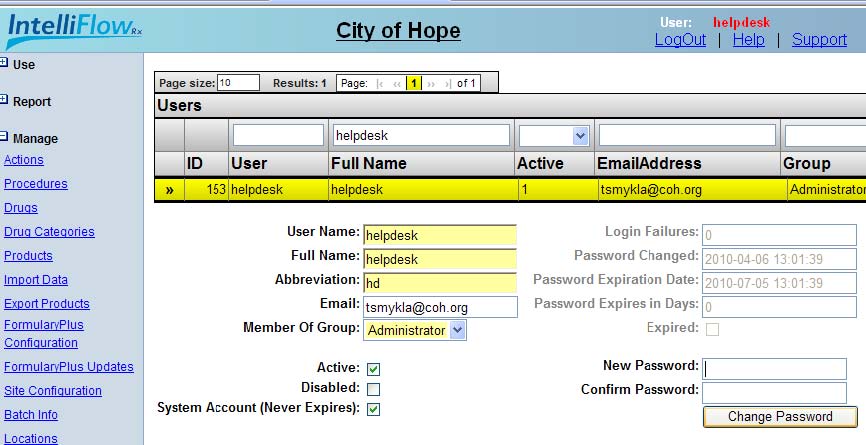 IntelliFlowRx
City of Hope
User: helpdesk
LogOut | Help | Support
Use
Report
Manage
Actions
Procedures
Drugs
Drug Categories
Products
Import Data
Export Products
FormularyPlus
Configuration
FormularyPlus Updates
Site Configuration
Batch Info
Locations
Page size: 10 Results: 1 Page: |‹ ‹‹ 1 ›› ›| of 1
Users
helpdesk
ID User Full Name Active EmailAddress Group
» 153 helpdesk helpdesk 1 tsmykla@coh.org Administrator
User Name: helpdesk
Full Name: helpdesk
Abbreviation: hd
Email: tsmykla@coh.org
Member Of Group: Administrator
Active:
Disabled:
System Account (Never Expires):
Login Failures: 0
Password Changed: 2010-04-06 13:01:39
Password Expiration Date: 2010-07-05 13:01:39
Password Expires in Days: 0
Expired:
New Password:
Confirm Password:
Change Password